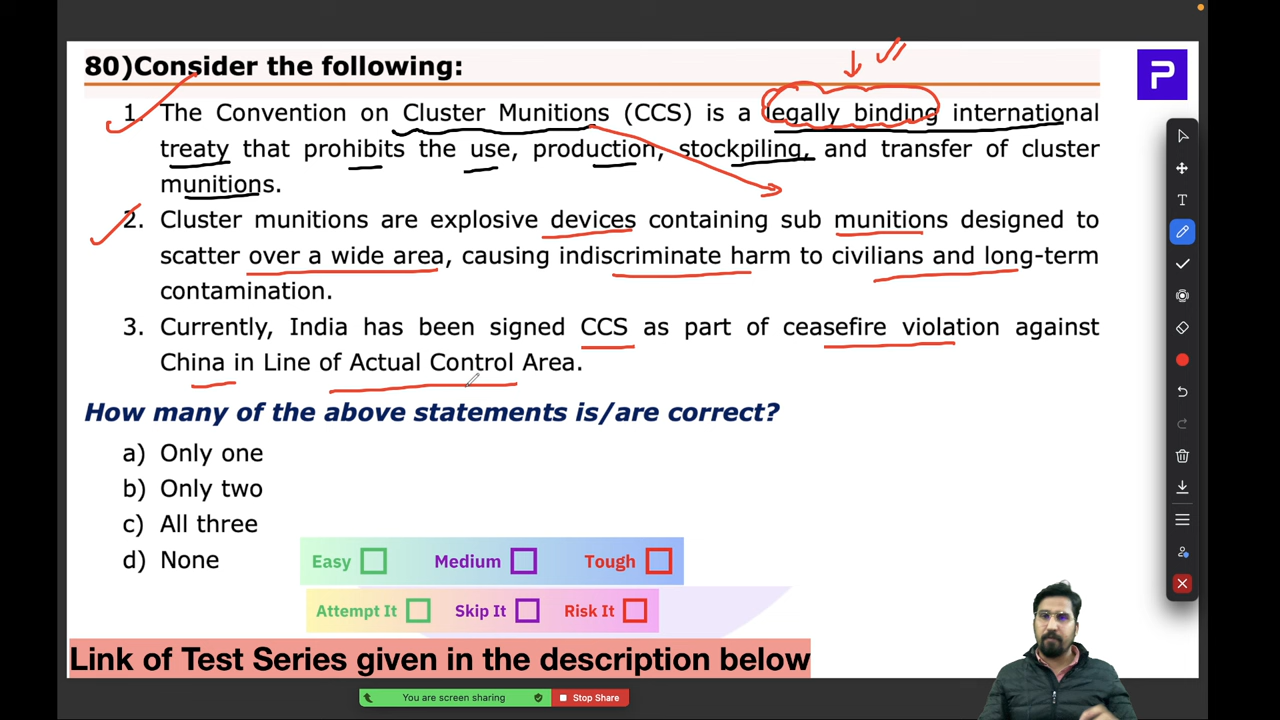 80)Consider the following:
1. The Convention on Cluster Munitions (CCS) is a legally binding international
treaty that prohibits the use, production, stockpiling, and transfer of cluster
munitions.
2. Cluster munitions are explosive devices containing sub munitions designed to
scatter over a wide area, causing indiscriminate harm to civilians and long-term
contamination.
3. Currently, India has been signed CCS as part of ceasefire violation against
China in Line of Actual Control Area.
How many of the above statements is/are correct?
a) Only one
b) Only two
c) All three
d) None
Easy Medium Tough
Attempt It Skip It Risk It
Link of Test Series given in the description below
You are screen sharing Stop Share